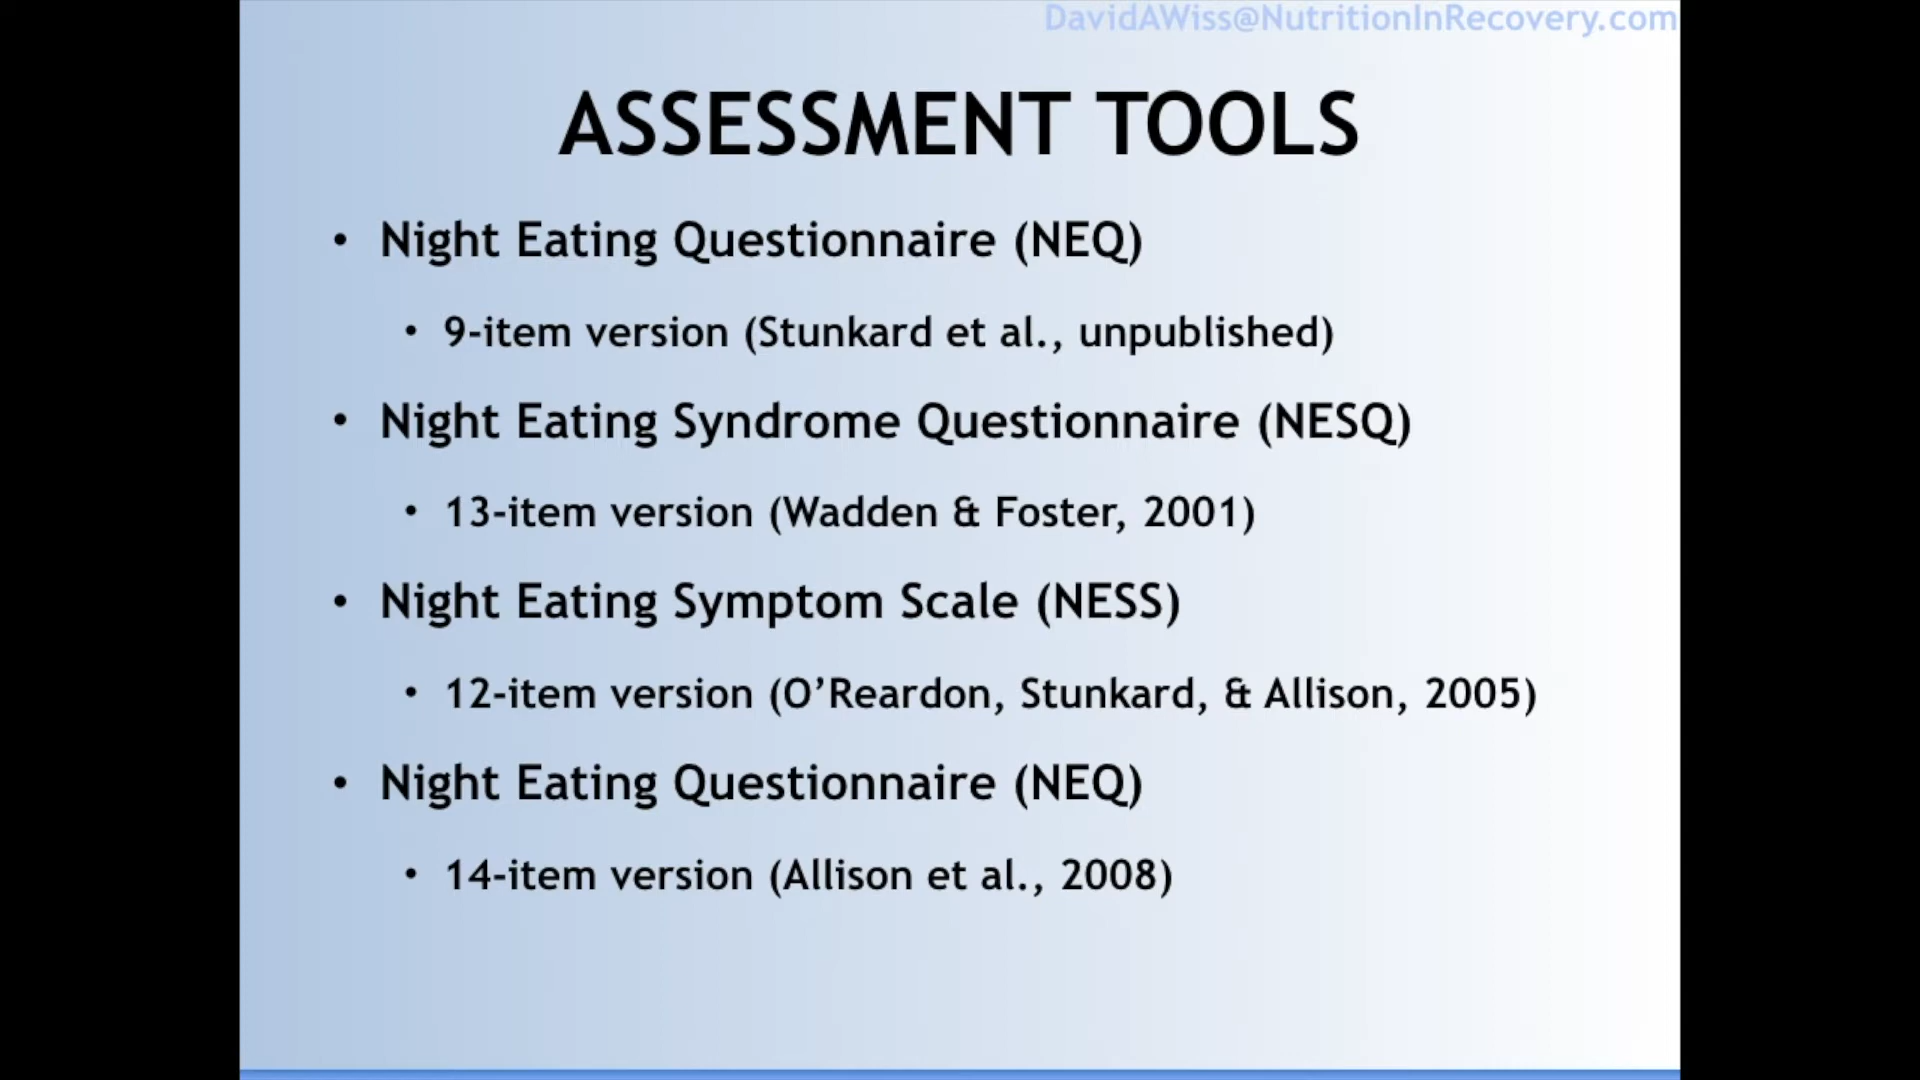 DavidAWiss@NutritionInRecovery.com
ASSESSMENT TOOLS
• Night Eating Questionnaire (NEQ)
• 9-item version (Stunkard et al., unpublished)
• Night Eating Syndrome Questionnaire (NESQ)
• 13-item version (Wadden & Foster, 2001)
• Night Eating Symptom Scale (NESS)
• 12-item version (O’Reardon, Stunkard, & Allison, 2005)
• Night Eating Questionnaire (NEQ)
• 14-item version (Allison et al., 2008)